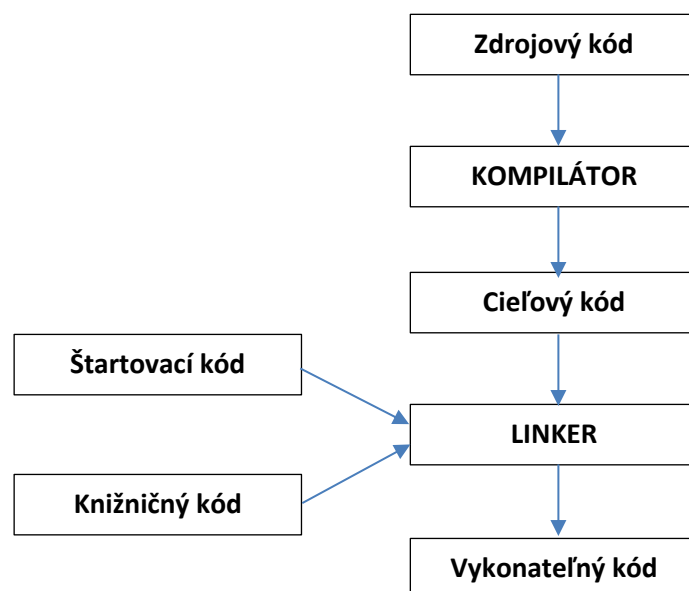 Zdrojový kód
KOMPILÁTOR
Cieľový kód
Štartovací kód
LINKER
Knižničný kód
Vykonateľný kód